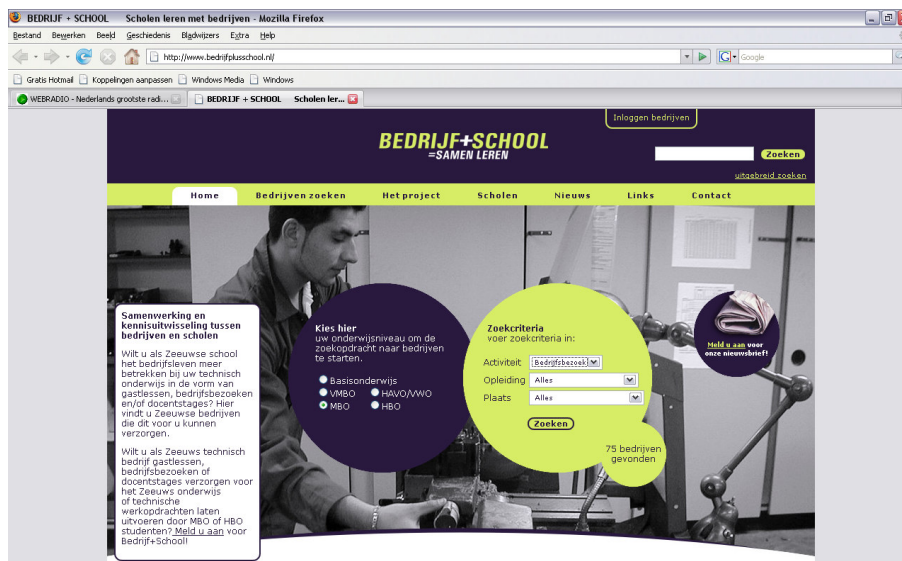 BEDRIJF + SCHOOL Scholen leren met bedrijven - Mozilla Firefox
Bestand Bewerken Beeld Geschiedenis Bladwijzers Extra Help
http://www.bedrijfplusschool.nl/
Google
Gratis Hotmail Koppelingen aanpassen Windows Media Windows
WEBRADIO - Nederlands grootste radi... BEDRIJF + SCHOOL Scholen ler...
Inloggen bedrijven
BEDRIJF+SCHOOL
=SAMEN LEREN
Zoeken
uitgebreid zoeken
Home Bedrijven zoeken Het project Scholen Nieuws Links Contact
Samenwerking en
kennisuitwisseling tussen
bedrijven en scholen
Wilt u als Zeeuwse school
het bedrijfsleven meer
betrekken bij uw technisch
onderwijs in de vorm van
gastlessen, bedrijfsbezoeken
en/of docentstages? Hier
vindt u Zeeuwse bedrijven
die dit voor u kunnen
verzorgen.
Wilt u als Zeeuws technisch
bedrijf gastlessen,
bedrijfsbezoeken of
docentstages verzorgen voor
het Zeeuws onderwijs
of technische
werkopdrachten laten
uitvoeren door MBO of HBO
studenten? Meld u aan voor
Bedrijf+School!
Kies hier
uw onderwijsniveau om de
zoekopdracht naar bedrijven
te starten.
Basisonderwijs
VMBO HAVO/VWO
MBO HBO
Zoekcriteria
voer zoekcriteria in:
Activiteit Bedrijfsbezoek
Opleiding Alles
Plaats Alles
Zoeken
75 bedrijven
gevonden
Meld u aan voor
onze nieuwsbrief!